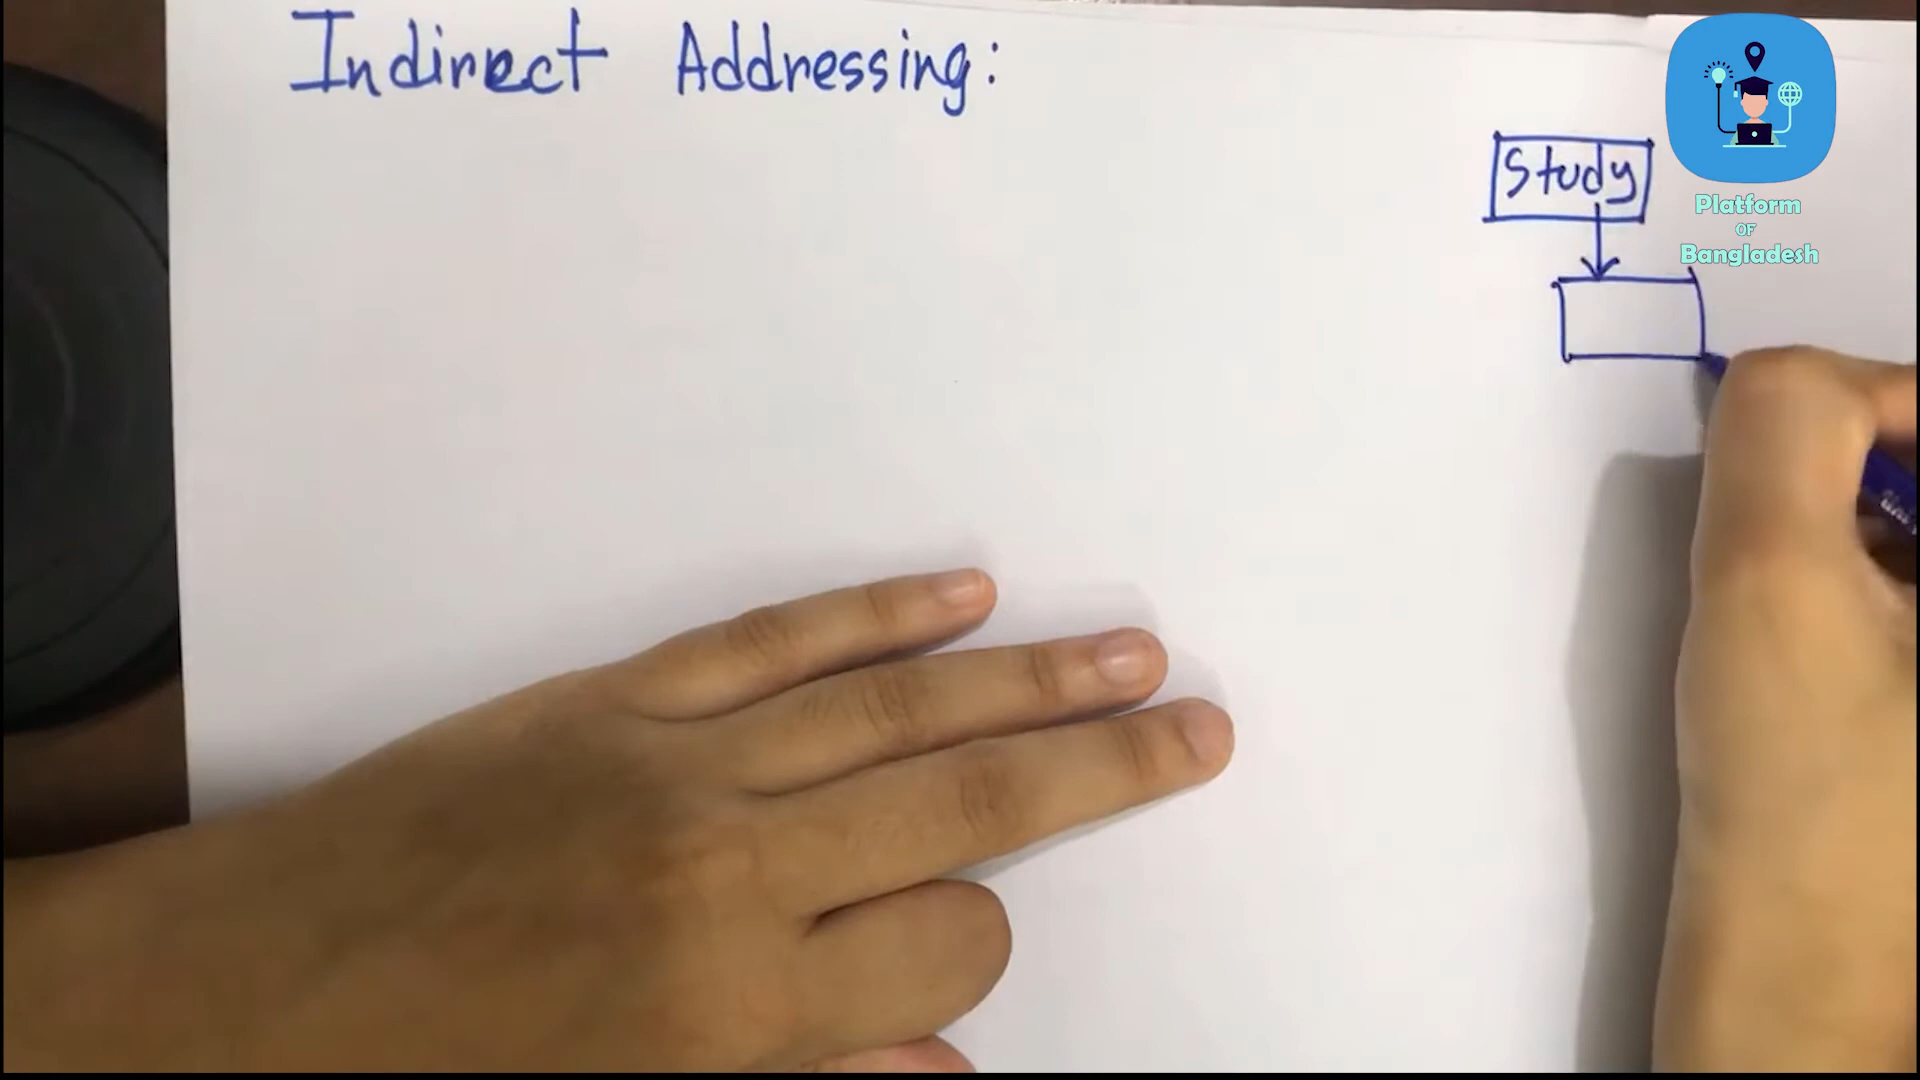 Indirect Addressing:
Study
Platform
OF
Bangladesh